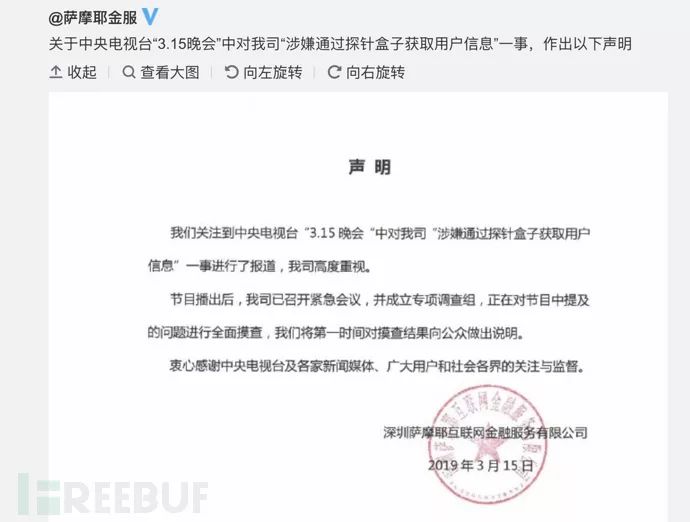 @萨摩耶金服
关于中央电视台“3.15晚会”中对我司“涉嫌通过探针盒子获取用户信息”一事，作出以下声明
收起 查看大图 向左旋转 向右旋转
声 明
我们关注到中央电视台“3.15 晚会“中对我司“涉嫌通过探针盒子获取用户
信息”一事进行了报道，我司高度重视。
节目播出后，我司已召开紧急会议，并成立专项调查组，正在对节目中提及
的问题进行全面摸查，我们将第一时间对摸查结果向公众做出说明。
衷心感谢中央电视台及各家新闻媒体、广大用户和社会各界的关注与监督。
深圳萨摩耶互联网金融服务有限公司
2019 年 3 月 15 日
FREEBUF